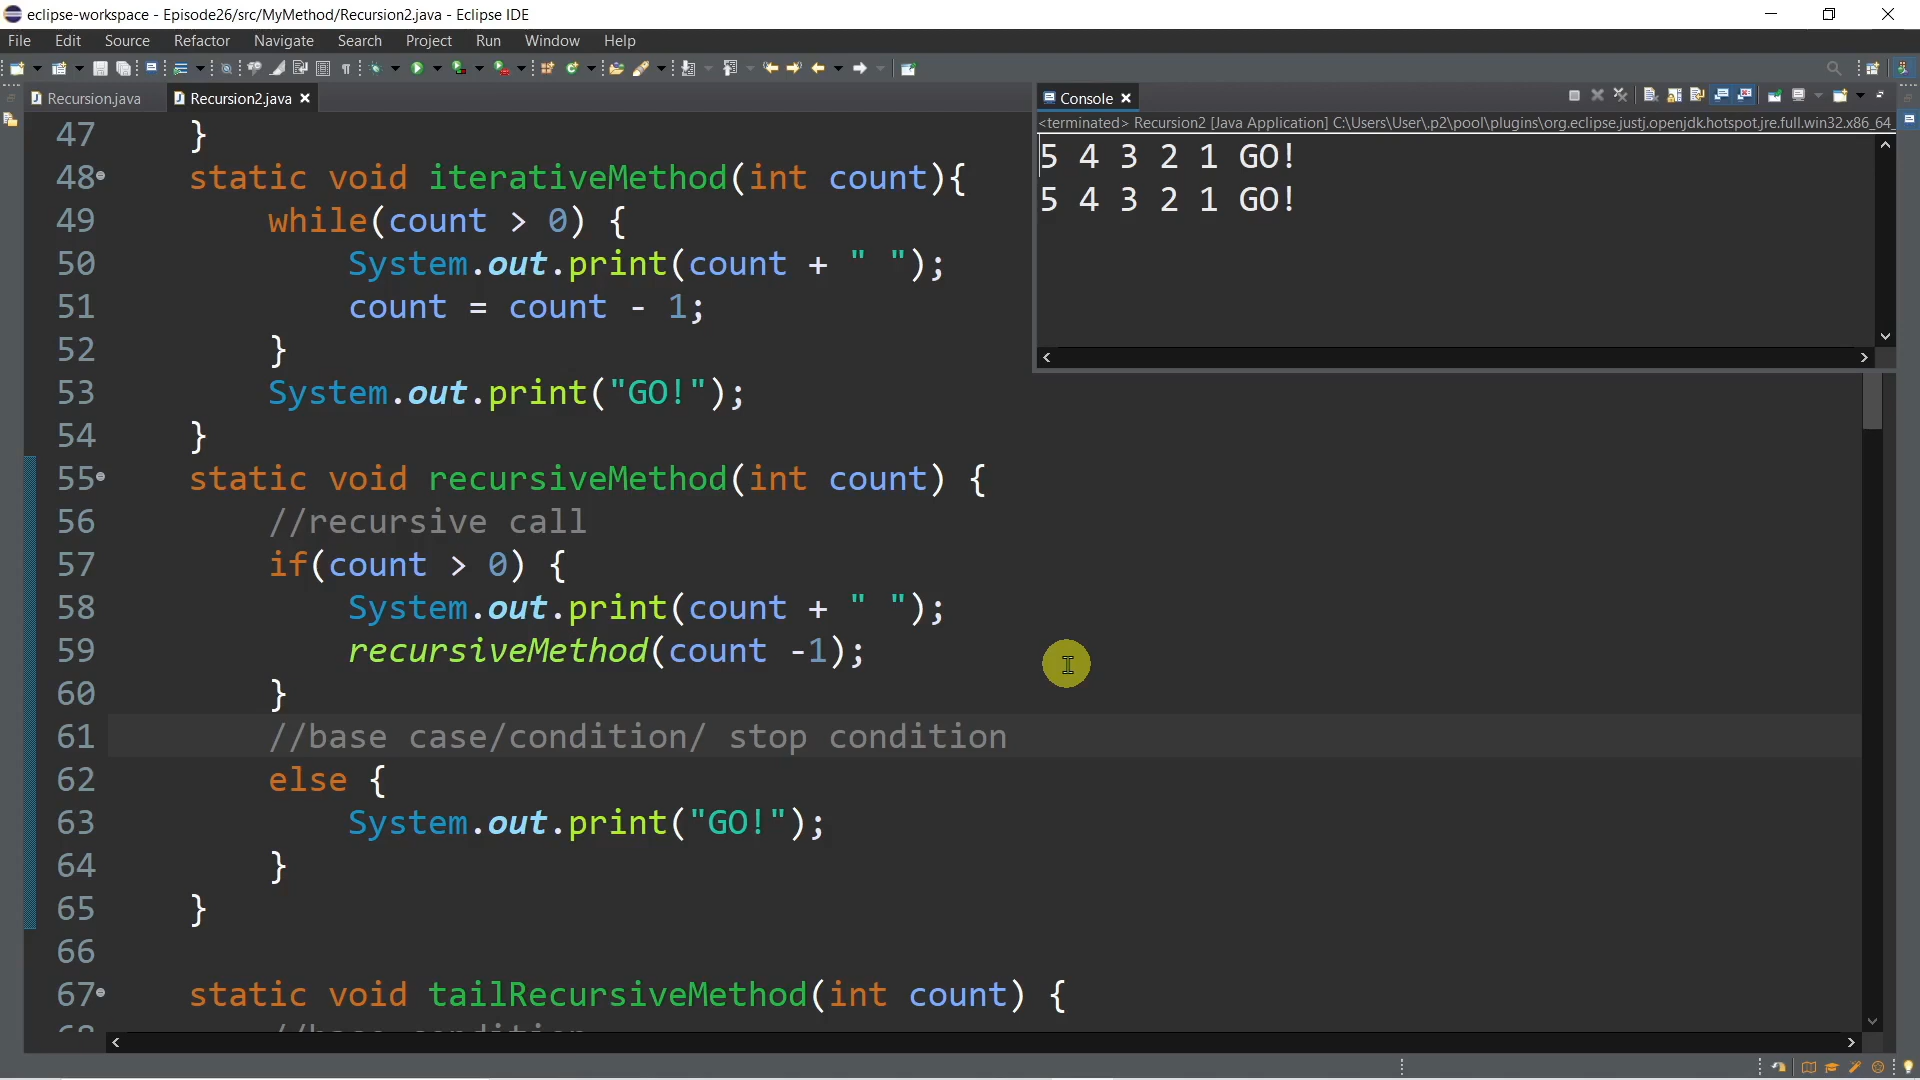 eclipse-workspace - Episode26/src/MyMethod/Recursion2.java - Eclipse IDE
File Edit Source Refactor Navigate Search Project Run Window Help
Recursion.java Recursion2.java
47 }
48 static void iterativeMethod(int count){
49 while(count > 0) {
50 System.out.print(count + " ");
51 count = count - 1;
52 }
53 System.out.print("GO!");
54 }
55 static void recursiveMethod(int count) {
56 //recursive call
57 if(count > 0) {
58 System.out.print(count + " ");
59 recursiveMethod(count -1);
60 }
61 //base case/condition/ stop condition
62 else {
63 System.out.print("GO!");
64 }
65 }
66
67 static void tailRecursiveMethod(int count) {
Console
<terminated> Recursion2 [Java Application] C:\Users\User\.p2\pool\plugins\org.eclipse.justj.openjdk.hotspot.jre.full.win32.x86_64_
5 4 3 2 1 GO!
5 4 3 2 1 GO!